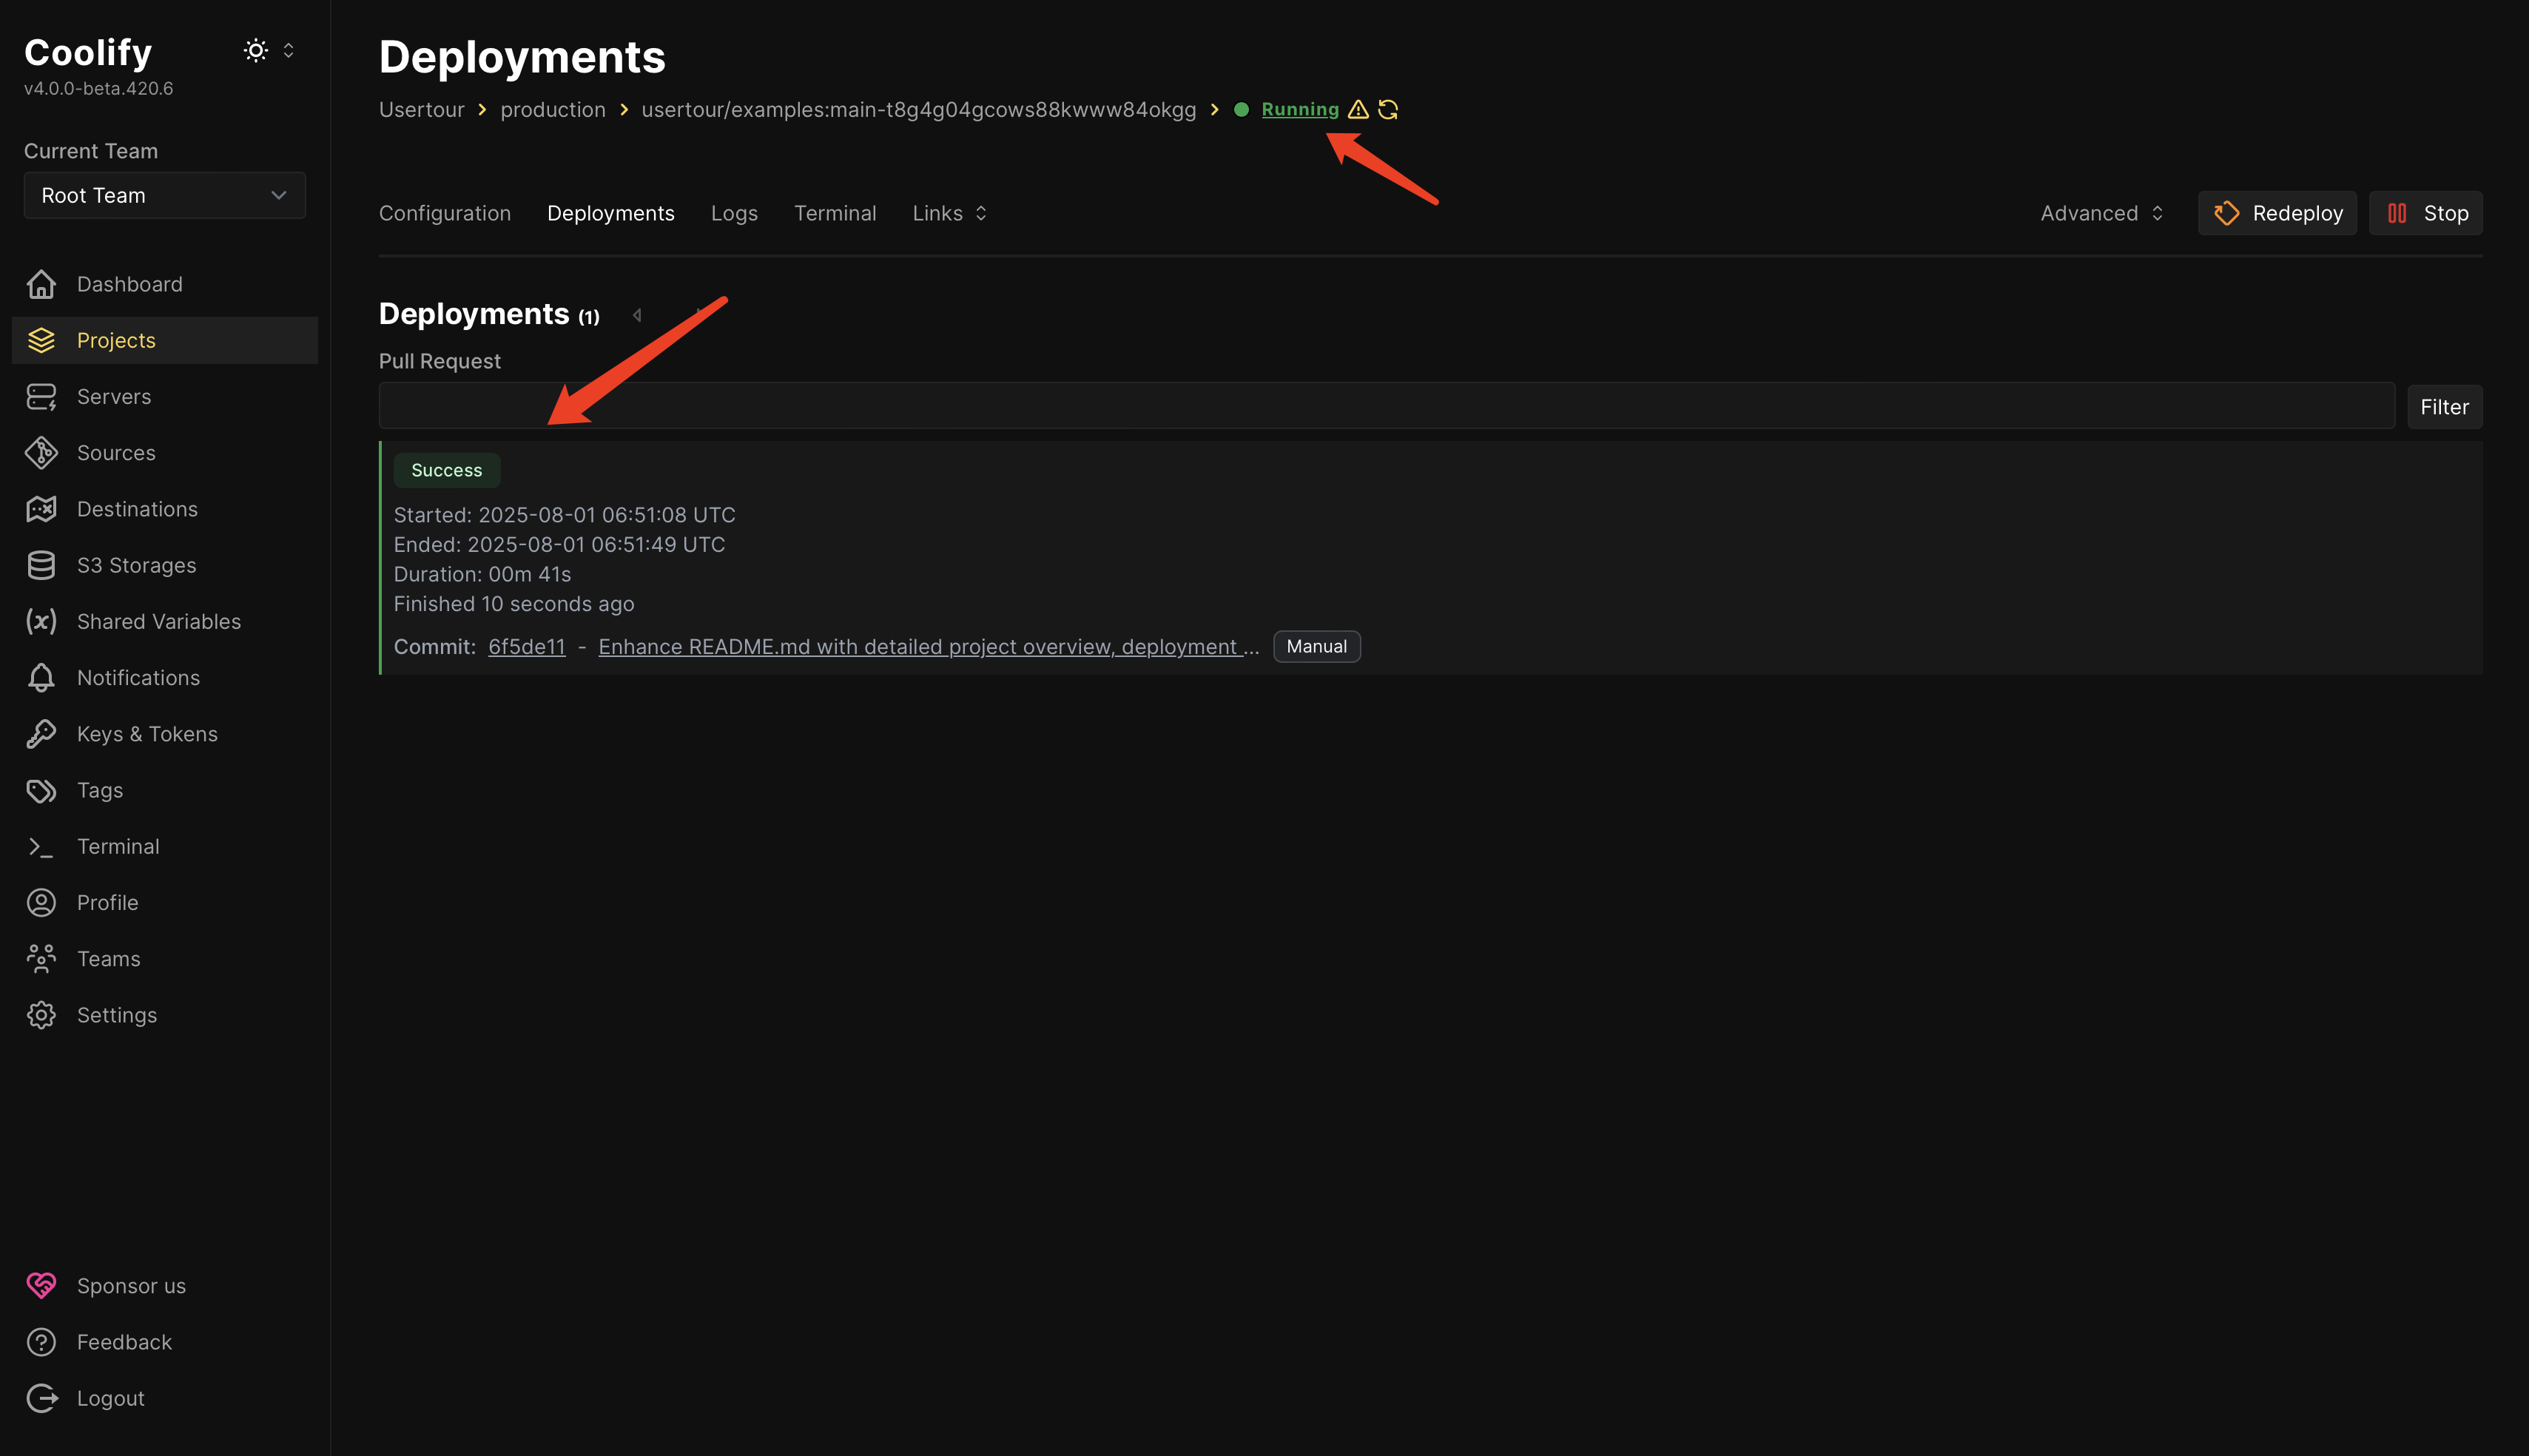 Coolify
v4.0.0-beta.420.6
Current Team
Root Team
Dashboard
Projects
Servers
Sources
Destinations
S3 Storages
Shared Variables
Notifications
Keys & Tokens
Tags
Terminal
Profile
Teams
Settings
Sponsor us
Feedback
Logout
Deployments
Usertour production usertour/examples:main-t8g4g04gcows88kwww84okgg Running
Configuration Deployments Logs Terminal Links Advanced Redeploy Stop
Deployments (1)
Pull Request
Filter
Success
Started: 2025-08-01 06:51:08 UTC
Ended: 2025-08-01 06:51:49 UTC
Duration: 00m 41s
Finished 10 seconds ago
Commit: 6f5de11 - Enhance README.md with detailed project overview, deployment ... Manual